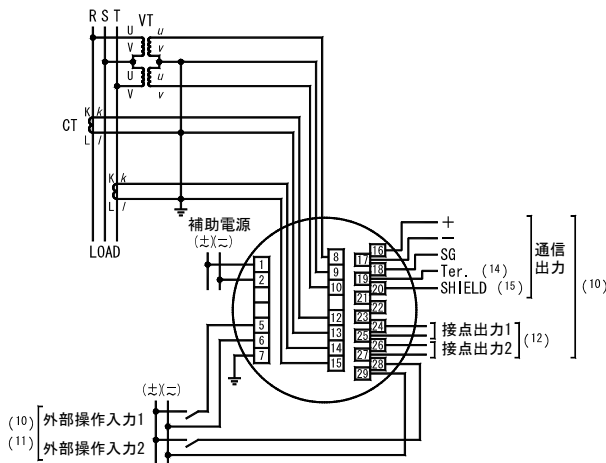 R S T VT
U u
V v
U u
V v
K k
CT
L l
K k
L l
LOAD
補助電源
(±)(=)
1
2
5
6
7
8
9
10
12
13
14
15
16
17
18
19
20
21
22
23
24
25
26
27
28
29
+
−
SG
Ter. (14)
SHIELD (15)
通信
出力
(10)
接点出力1
接点出力2
(12)
(±)(=)
(10)
(11)
外部操作入力1
外部操作入力2